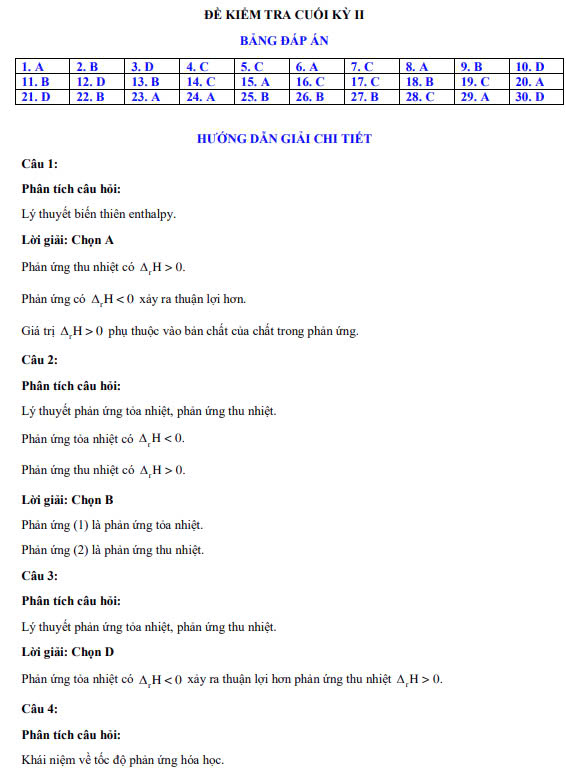 ĐỀ KIỂM TRA CUỐI KỲ II
BẢNG ĐÁP ÁN
1. A 2. B 3. D 4. C 5. C 6. A 7. C 8. A 9. B 10. D
11. B 12. D 13. B 14. C 15. A 16. C 17. C 18. B 19. C 20. A
21. D 22. B 23. A 24. A 25. B 26. B 27. B 28. C 29. A 30. D
HƯỚNG DẪN GIẢI CHI TIẾT
Câu 1:
Phân tích câu hỏi:
Lý thuyết biến thiên enthalpy.
Lời giải: Chọn A
Phản ứng thu nhiệt có ΔᵣH > 0.
Phản ứng có ΔᵣH < 0 xảy ra thuận lợi hơn.
Giá trị ΔᵣH > 0 phụ thuộc vào bản chất của chất trong phản ứng.
Câu 2:
Phân tích câu hỏi:
Lý thuyết phản ứng tỏa nhiệt, phản ứng thu nhiệt.
Phản ứng tỏa nhiệt có ΔᵣH < 0.
Phản ứng thu nhiệt có ΔᵣH > 0.
Lời giải: Chọn B
Phản ứng (1) là phản ứng tỏa nhiệt.
Phản ứng (2) là phản ứng thu nhiệt.
Câu 3:
Phân tích câu hỏi:
Lý thuyết phản ứng tỏa nhiệt, phản ứng thu nhiệt.
Lời giải: Chọn D
Phản ứng tỏa nhiệt có ΔᵣH < 0 xảy ra thuận lợi hơn phản ứng thu nhiệt ΔᵣH > 0.
Câu 4:
Phân tích câu hỏi:
Khái niệm về tốc độ phản ứng hóa học.